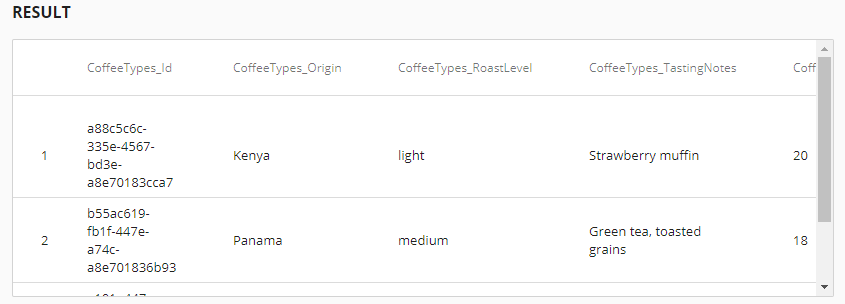 RESULT
CoffeeTypes_Id CoffeeTypes_Origin CoffeeTypes_RoastLevel CoffeeTypes_TastingNotes Coff
a88c5c6c-
335e-4567-
1 bd3e- Kenya light Strawberry muffin 20
a8e70183cca7
b55ac619-
fb1f-447e-
2 a74c- Panama medium Green tea, toasted grains 18
a8e701836b93